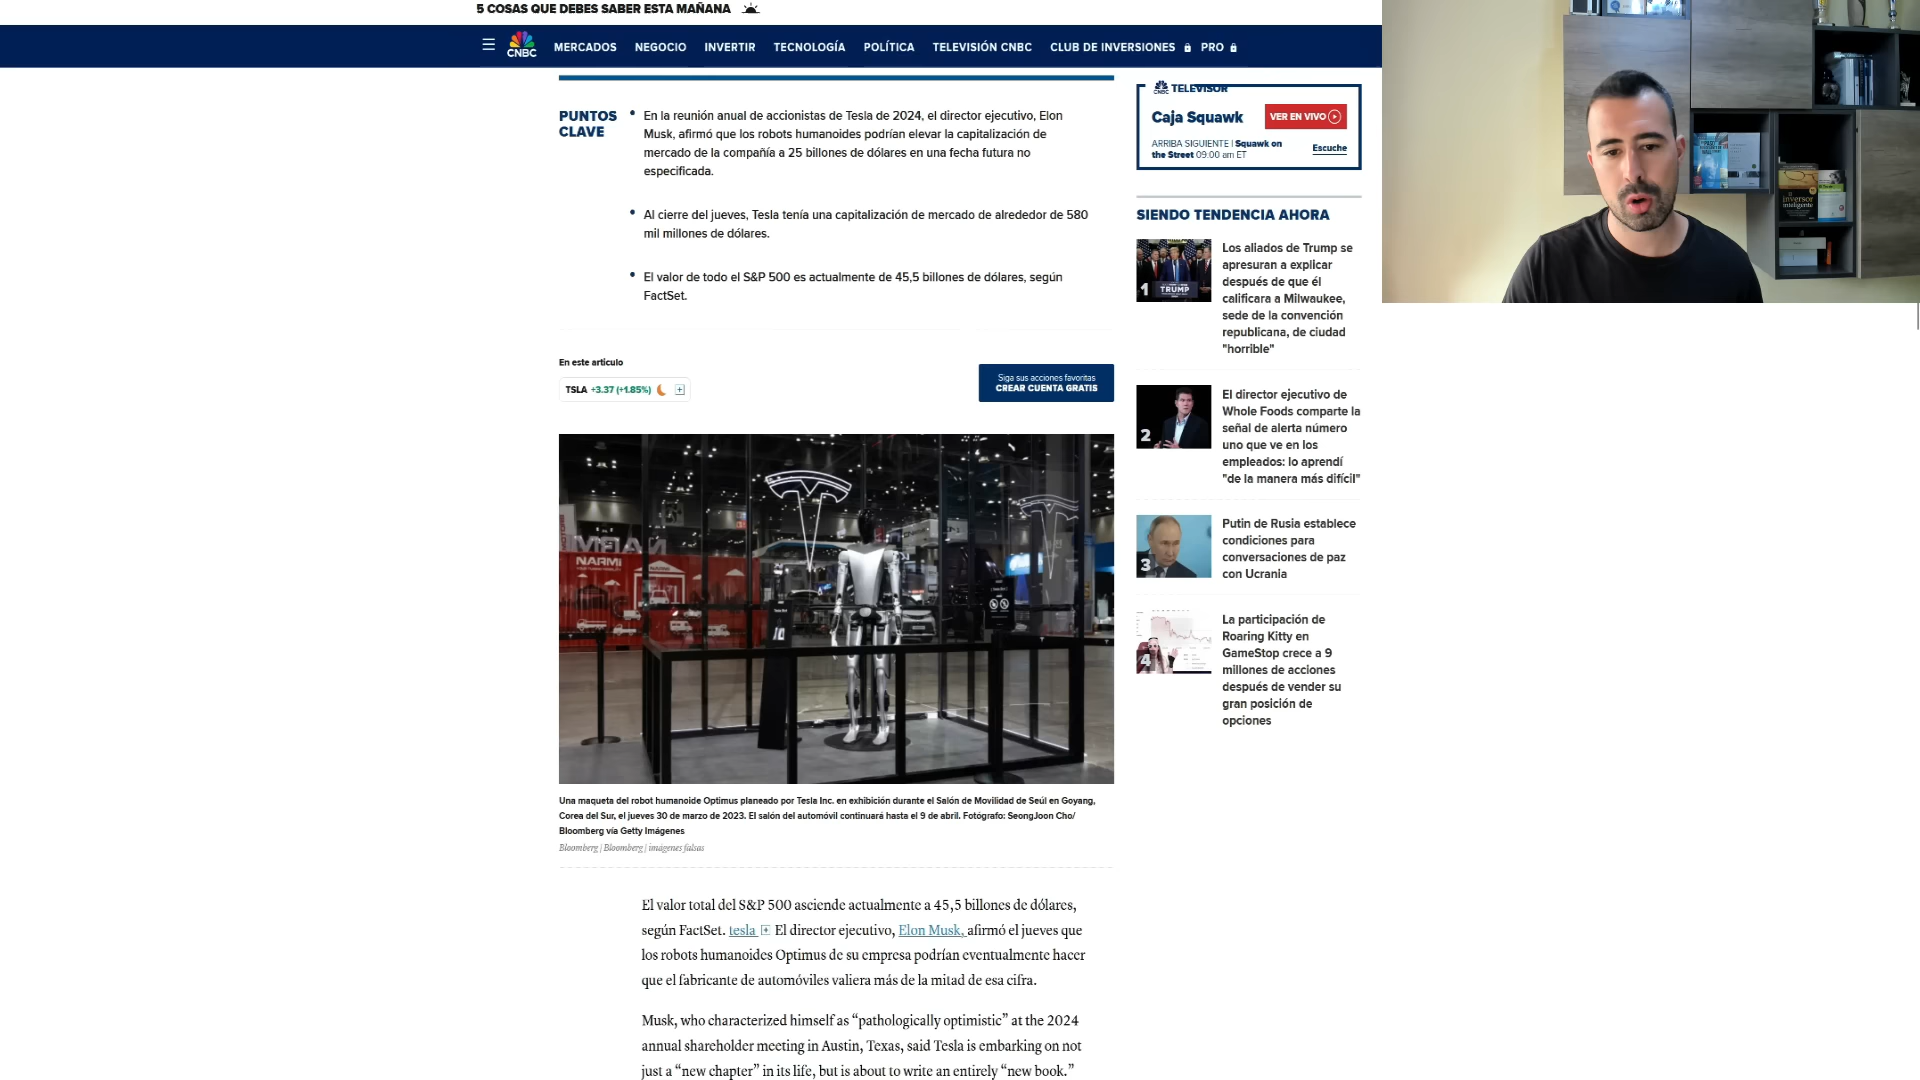 5 COSAS QUE DEBES SABER ESTA MAÑANA
CNBC
MERCADOS NEGOCIO INVERTIR TECNOLOGÍA POLÍTICA TELEVISIÓN CNBC CLUB DE INVERSIONES PRO
PUNTOS
CLAVE
En la reunión anual de accionistas de Tesla de 2024, el director ejecutivo, Elon
Musk, afirmó que los robots humanoides podrían elevar la capitalización de
mercado de la compañía a 25 billones de dólares en una fecha futura no
especificada.
Al cierre del jueves, Tesla tenía una capitalización de mercado de alrededor de 580
mil millones de dólares.
El valor de todo el S&P 500 es actualmente de 45,5 billones de dólares, según
FactSet.
En este artículo
TSLA +3.37 (+1.85%)
Siga sus acciones favoritas
CREAR CUENTA GRATIS
NARMI
Una maqueta del robot humanoide Optimus planeado por Tesla Inc. en exhibición durante el Salón de Movilidad de Seúl en Goyang,
Corea del Sur, el jueves 30 de marzo de 2023. El salón del automóvil continuará hasta el 9 de abril. Fotógrafo: SeongJoon Cho/
Bloomberg vía Getty Imágenes
Bloomberg | Bloomberg | imágenes falsas
El valor total del S&P 500 asciende actualmente a 45,5 billones de dólares,
según FactSet. tesla El director ejecutivo, Elon Musk, afirmó el jueves que
los robots humanoides Optimus de su empresa podrían eventualmente hacer
que el fabricante de automóviles valiera más de la mitad de esa cifra.
Musk, who characterized himself as “pathologically optimistic” at the 2024
annual shareholder meeting in Austin, Texas, said Tesla is embarking on not
just a “new chapter” in its life, but is about to write an entirely “new book.”
CNBC TELEVISOR
Caja Squawk
VER EN VIVO
ARRIBA SIGUIENTE | Squawk on
the Street 09:00 am ET
Escuche
SIENDO TENDENCIA AHORA
1
TRUMP
Los aliados de Trump se
apresuran a explicar
después de que él
calificara a Milwaukee,
sede de la convención
republicana, de ciudad
"horrible"
2
El director ejecutivo de
Whole Foods comparte la
señal de alerta número
uno que ve en los
empleados: lo aprendí
"de la manera más difícil"
3
Putin de Rusia establece
condiciones para
conversaciones de paz
con Ucrania
4
La participación de
Roaring Kitty en
GameStop crece a 9
millones de acciones
después de vender su
gran posición de
opciones
inversor
inteligente